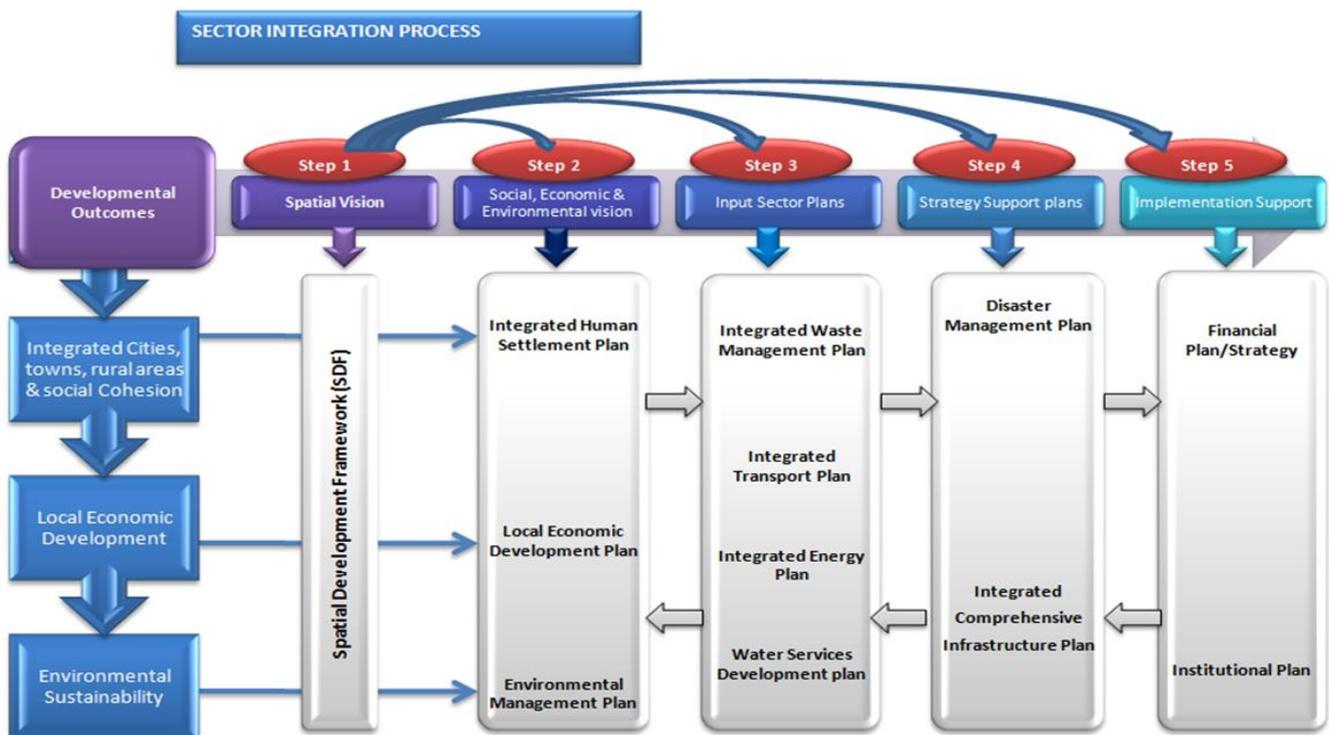 SECTOR INTEGRATION PROCESS
Step 1
Step 2
Step 3
Step 4
Step 5
Developmental
Outcomes
Spatial Vision
Social, Economic &
Environmental vision
Input Sector Plans
Strategy Support plans
Implementation Support
Integrated Cities,
towns, rural areas
& social Cohesion
Local Economic
Development
Environmental
Sustainability
Spatial Development Framework (SDF)
Integrated Human
Settlement Plan
Local Economic
Development Plan
Environmental
Management Plan
Integrated Waste
Management Plan
Integrated
Transport Plan
Integrated Energy
Plan
Water Services
Development plan
Disaster
Management Plan
Integrated
Comprehensive
Infrastructure Plan
Financial
Plan/Strategy
Institutional Plan